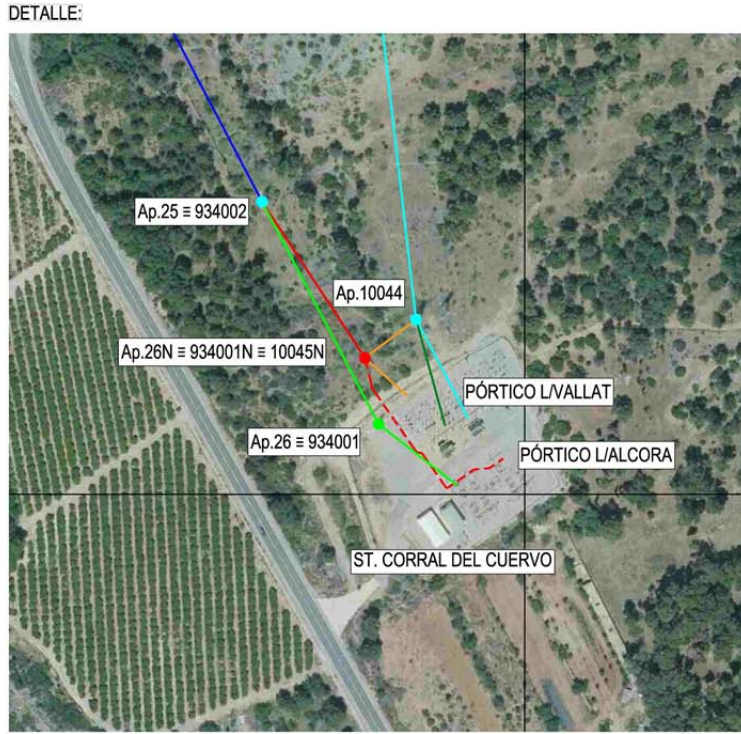 DETALLE:
Ap.25 ≡ 934002
Ap.10044
Ap.26N ≡ 934001N ≡ 10045N
PÓRTICO L/VALLAT
Ap.26 ≡ 934001
PÓRTICO L/ALCORA
ST. CORRAL DEL CUERVO